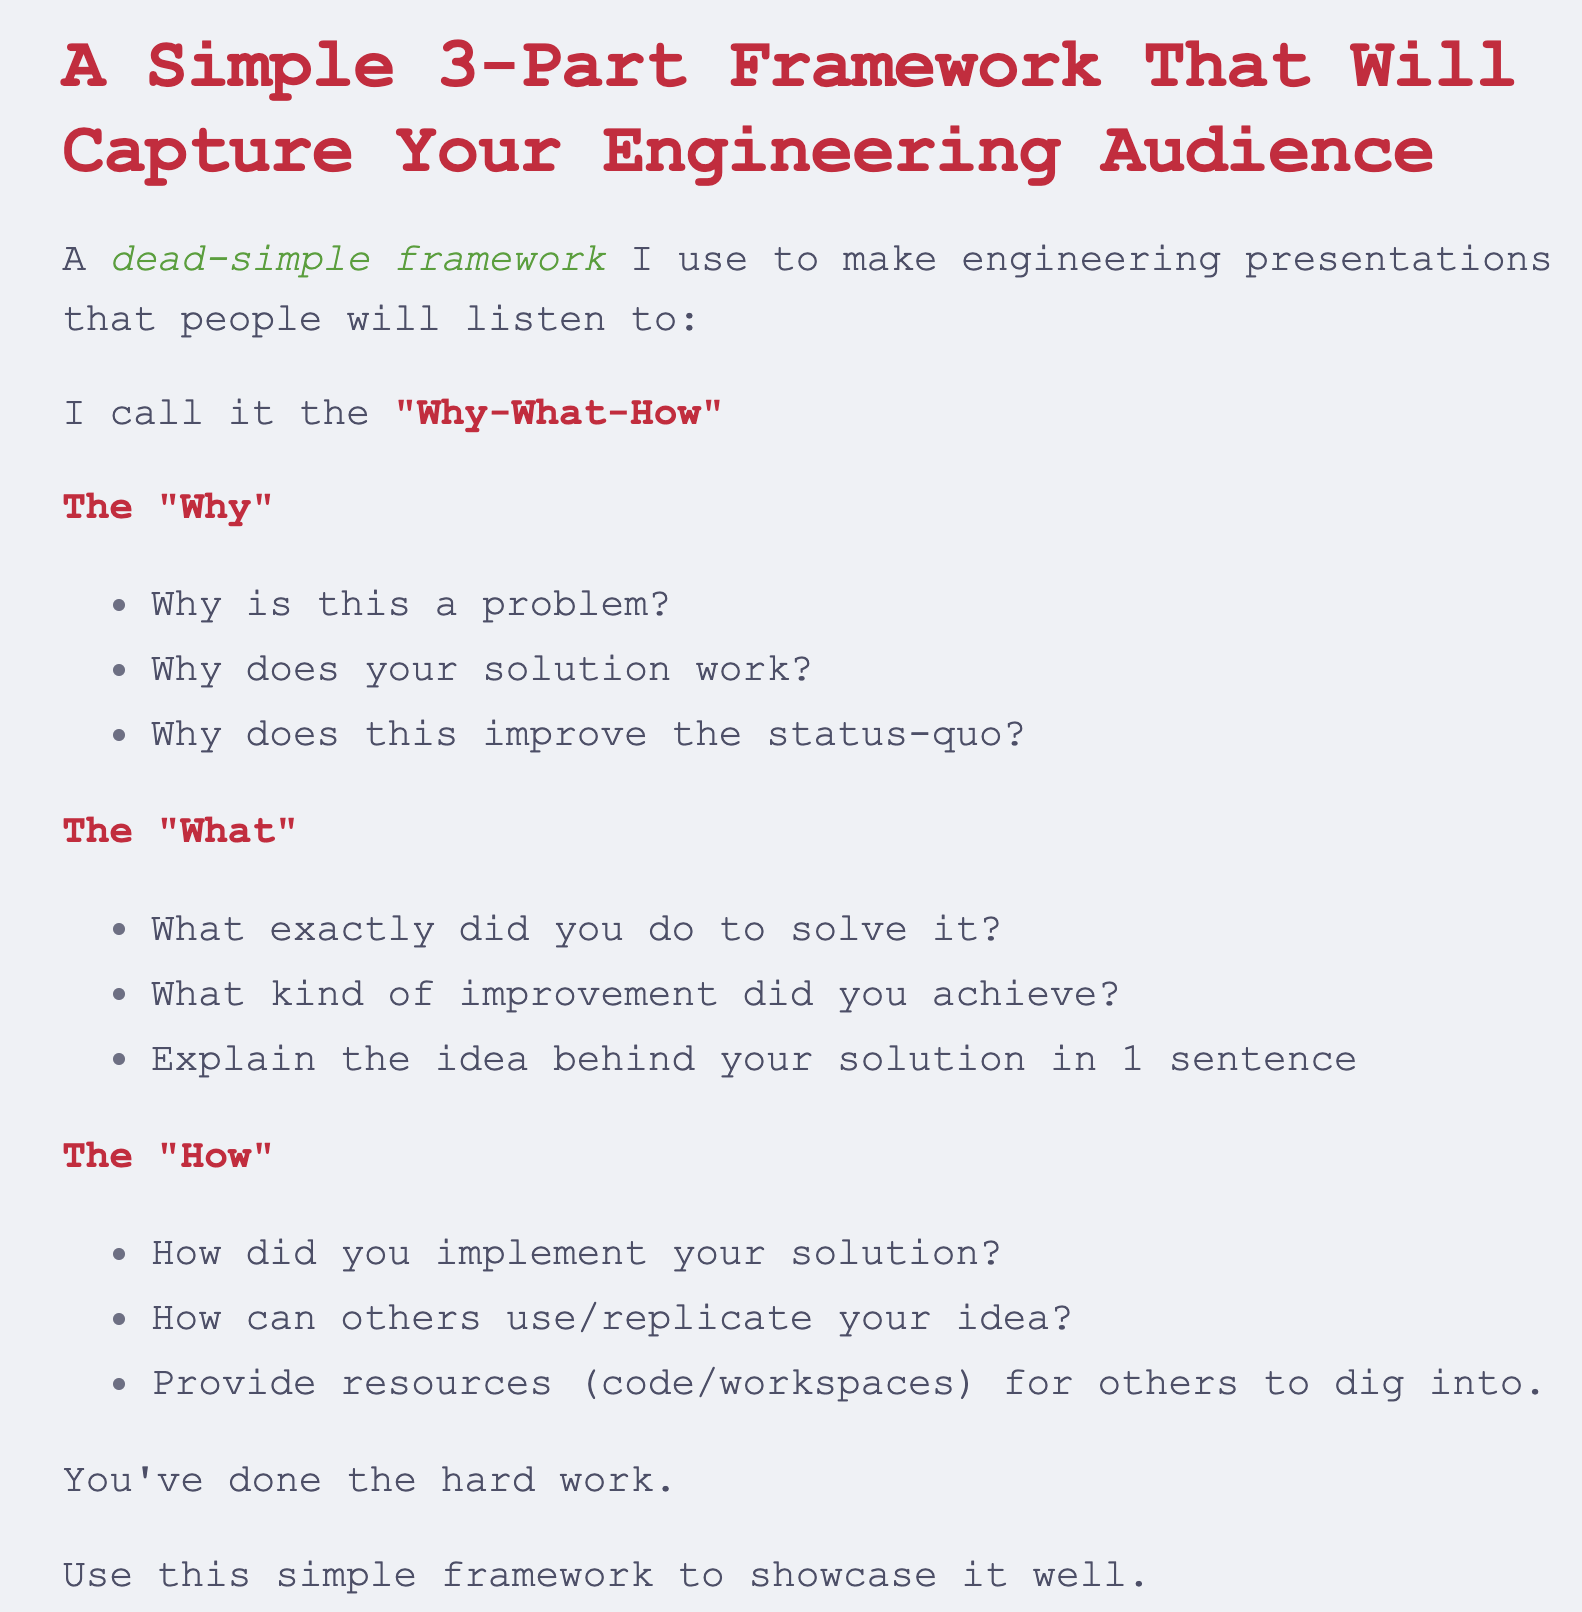 A Simple 3-Part Framework That Will
Capture Your Engineering Audience
A dead-simple framework I use to make engineering presentations
that people will listen to:
I call it the "Why-What-How"
The "Why"
• Why is this a problem?
• Why does your solution work?
• Why does this improve the status-quo?
The "What"
• What exactly did you do to solve it?
• What kind of improvement did you achieve?
• Explain the idea behind your solution in 1 sentence
The "How"
• How did you implement your solution?
• How can others use/replicate your idea?
• Provide resources (code/workspaces) for others to dig into.
You've done the hard work.
Use this simple framework to showcase it well.